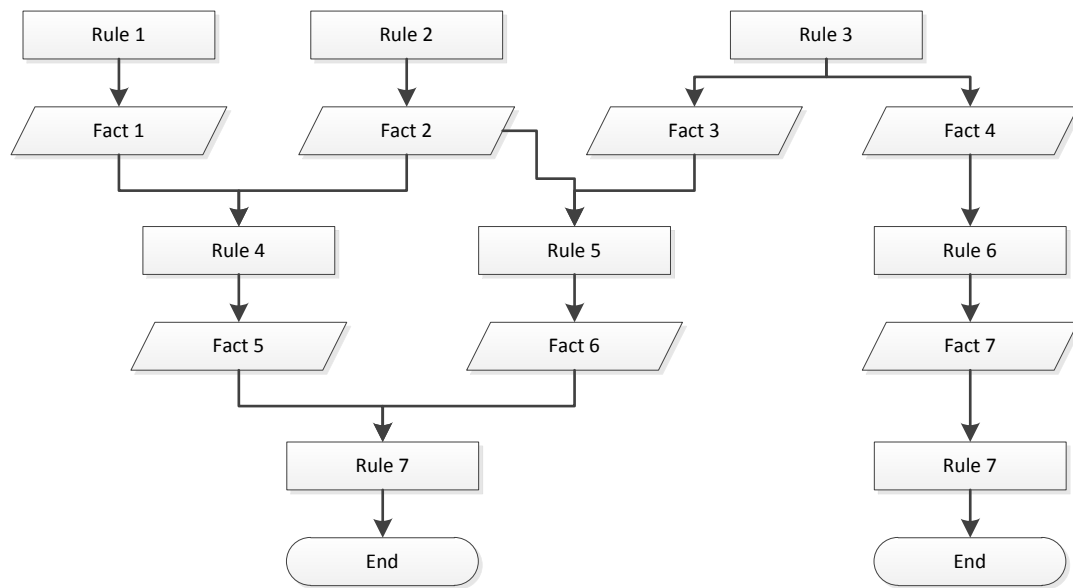 Rule 1
Rule 2
Rule 3
Fact 1
Fact 2
Fact 3
Fact 4
Rule 4
Rule 5
Rule 6
Fact 5
Fact 6
Fact 7
Rule 7
Rule 7
End
End